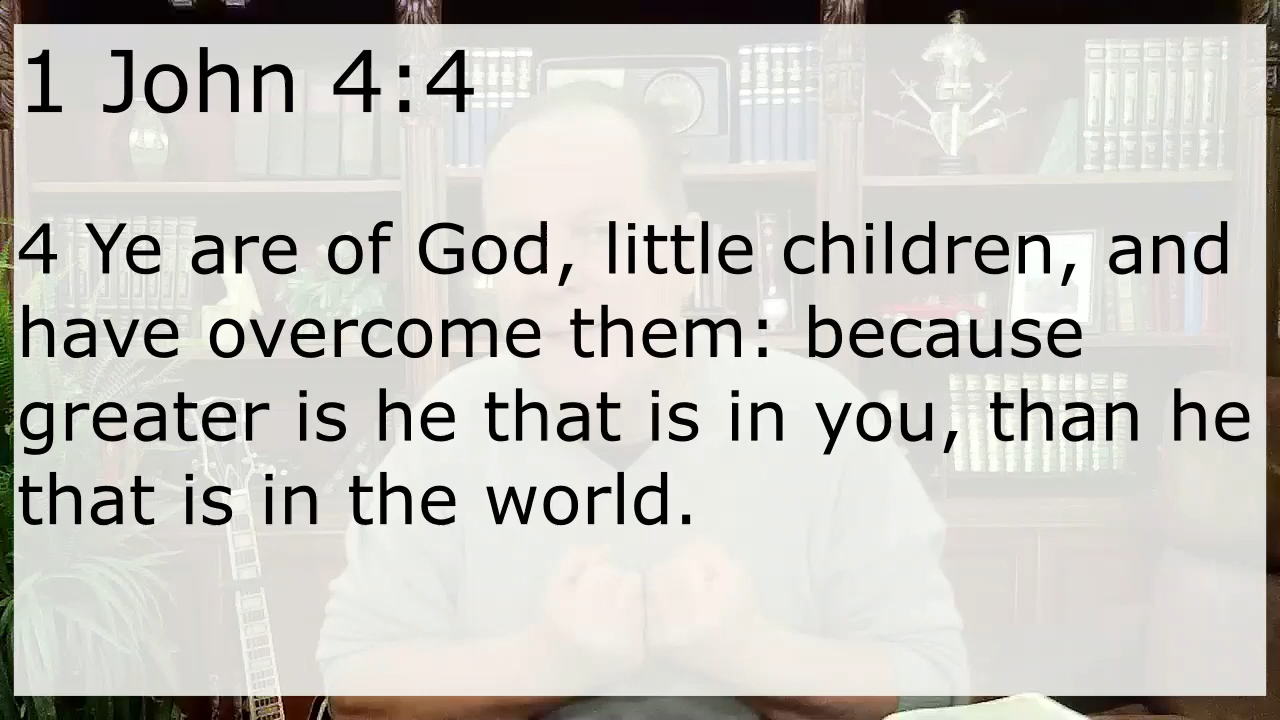 1 John 4:4
4 Ye are of God, little children, and
have overcome them: because
greater is he that is in you, than he
that is in the world.